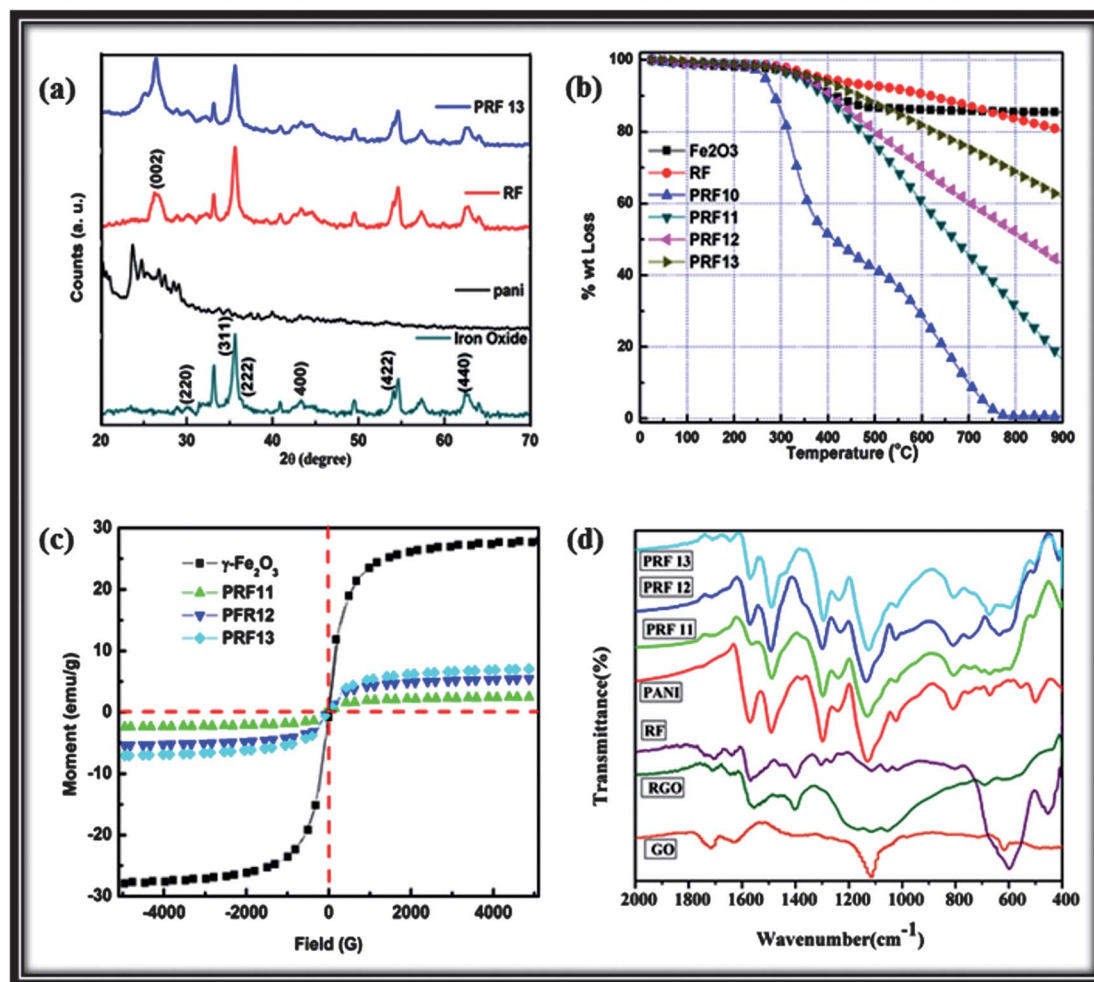 (a)
PRF 13
(002)
RF
pani
Iron Oxide
(220)
(311)
(222)
400
(422)
(440)
Counts (a. u.)
20 30 40 50 60 70
2θ (degree)
(b)
100
80
60
40
20
0
% wt Loss
Fe2O3
RF
PRF10
PRF11
PRF12
PRF13
0 100 200 300 400 500 600 700 800 900
Temperature (°C)
(c)
30
20
10
0
-10
-20
-30
Moment (emu/g)
γ-Fe2O3
PRF11
PFR12
PRF13
-4000 -2000 0 2000 4000
Field (G)
(d)
PRF 13
PRF 12
PRF 11
PANI
RF
RGO
GO
Transmittance(%)
2000 1600 1400 1200 1000 800 600 400
Wavenumber(cm-1)